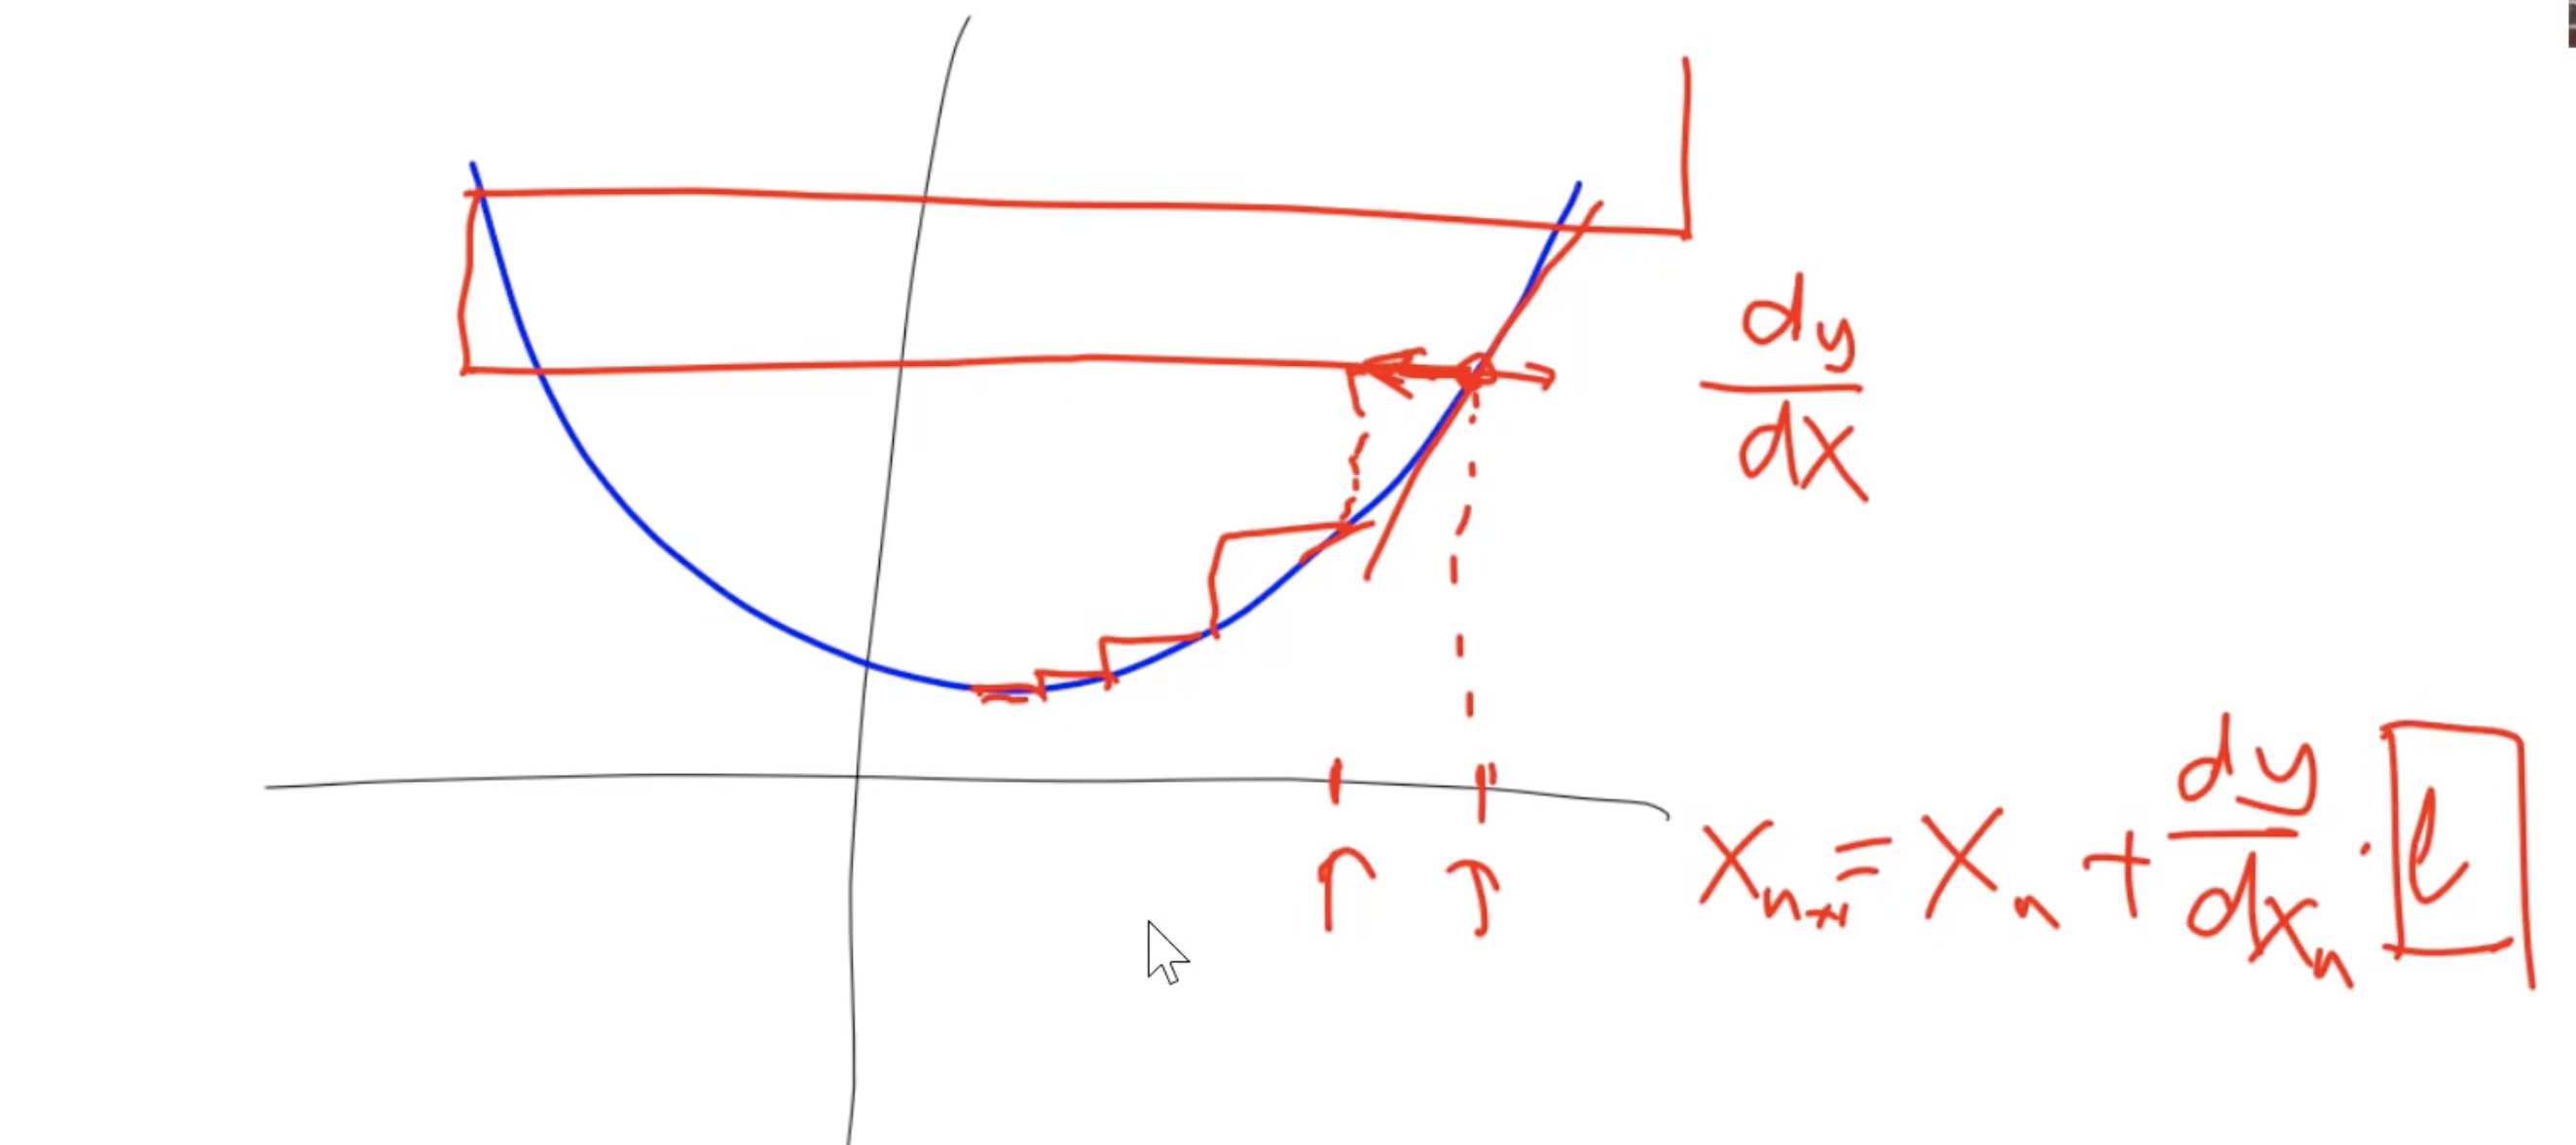 dy
dx
x_{n+1} = x_n + dy/dx_n · l